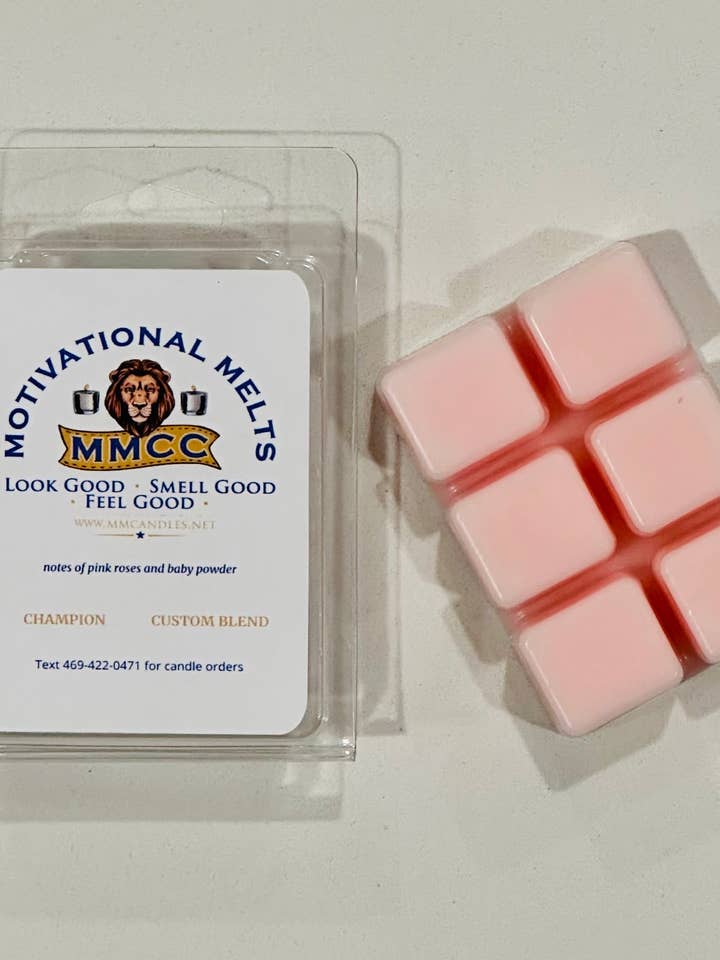 MOTIVATIONAL MELTS
MMCC
LOOK GOOD · SMELL GOOD
· FEEL GOOD ·
WWW.MMCANDLES.NET
notes of pink roses and baby powder
CHAMPION CUSTOM BLEND
Text 469-422-0471 for candle orders